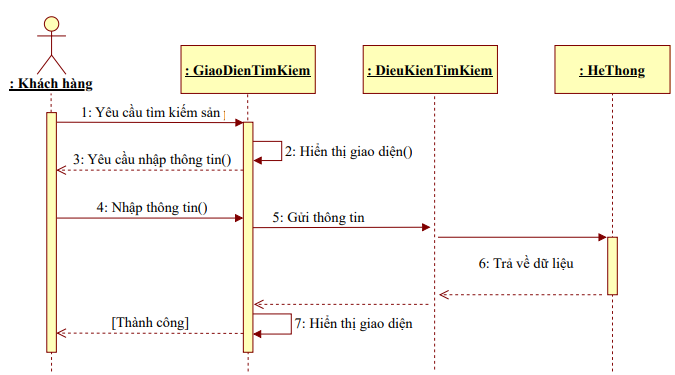 : Khách hàng
: GiaoDienTimKiem
: DieuKienTimKiem
: HeThong
1: Yêu cầu tìm kiếm sản
2: Hiển thị giao diện()
3: Yêu cầu nhập thông tin()
4: Nhập thông tin()
5: Gửi thông tin
6: Trả về dữ liệu
[Thành công]
7: Hiển thị giao diện